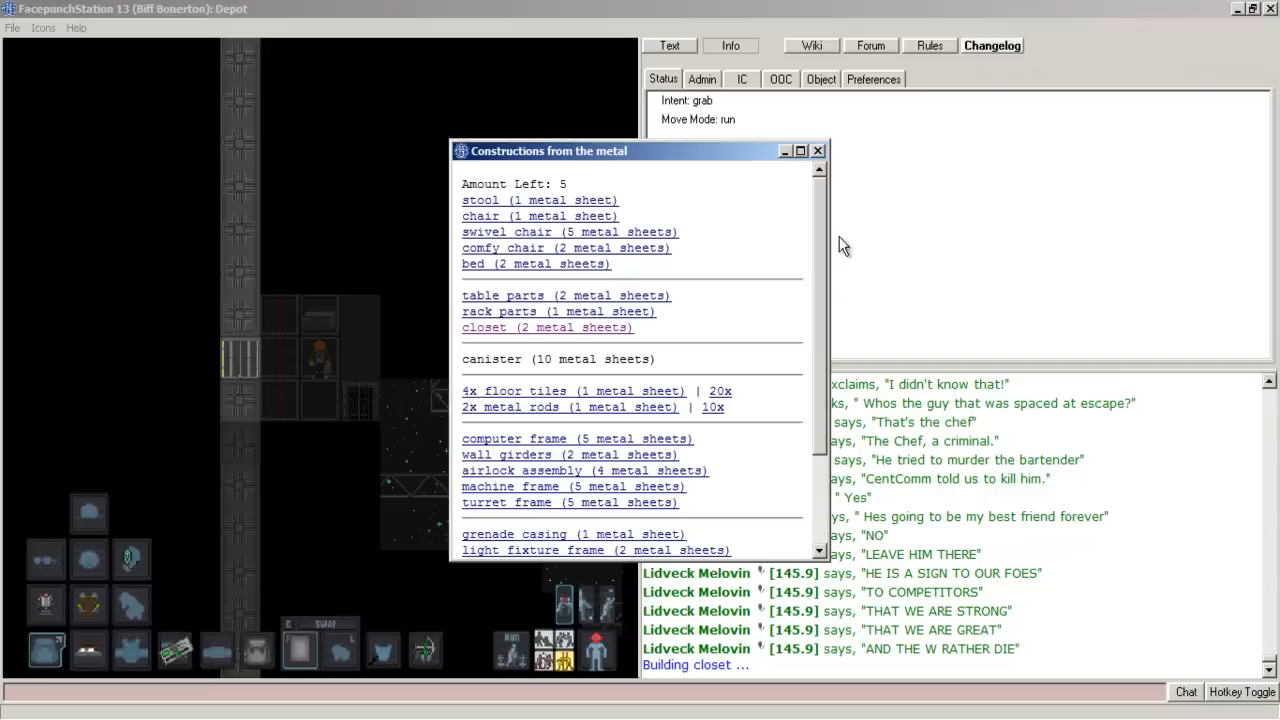 FacepunchStation 13 (Biff Bonerton): Depot
File Icons Help
Text Info Wiki Forum Rules Changelog
Status Admin IC OOC Object Preferences
Intent: grab
Move Mode: run
Constructions from the metal
Amount Left: 5
stool (1 metal sheet)
chair (1 metal sheet)
swivel chair (5 metal sheets)
comfy chair (2 metal sheets)
bed (2 metal sheets)
table parts (2 metal sheets)
rack parts (1 metal sheet)
closet (2 metal sheets)
canister (10 metal sheets)
4x floor tiles (1 metal sheet) | 20x
2x metal rods (1 metal sheet) | 10x
computer frame (5 metal sheets)
wall girders (2 metal sheets)
airlock assembly (4 metal sheets)
machine frame (5 metal sheets)
turret frame (5 metal sheets)
grenade casing (1 metal sheet)
light fixture frame (2 metal sheets)
xclaims, "I didn't know that!"
ks, " Whos the guy that was spaced at escape?"
says, "That's the chef"
ays, "The Chef, a criminal."
says, "He tried to murder the bartender"
ays, "CentComm told us to kill him."
" Yes"
ys, " Hes going to be my best friend forever"
ays, "NO"
ays, "LEAVE HIM THERE"
Lidveck Melovin [145.9] says, "HE IS A SIGN TO OUR FOES"
Lidveck Melovin [145.9] says, "TO COMPETITORS"
Lidveck Melovin [145.9] says, "THAT WE ARE STRONG"
Lidveck Melovin [145.9] says, "THAT WE ARE GREAT"
Lidveck Melovin [145.9] says, "AND THE W RATHER DIE"
Building closet ...
SWAP
RUN
Chat Hotkey Toggle